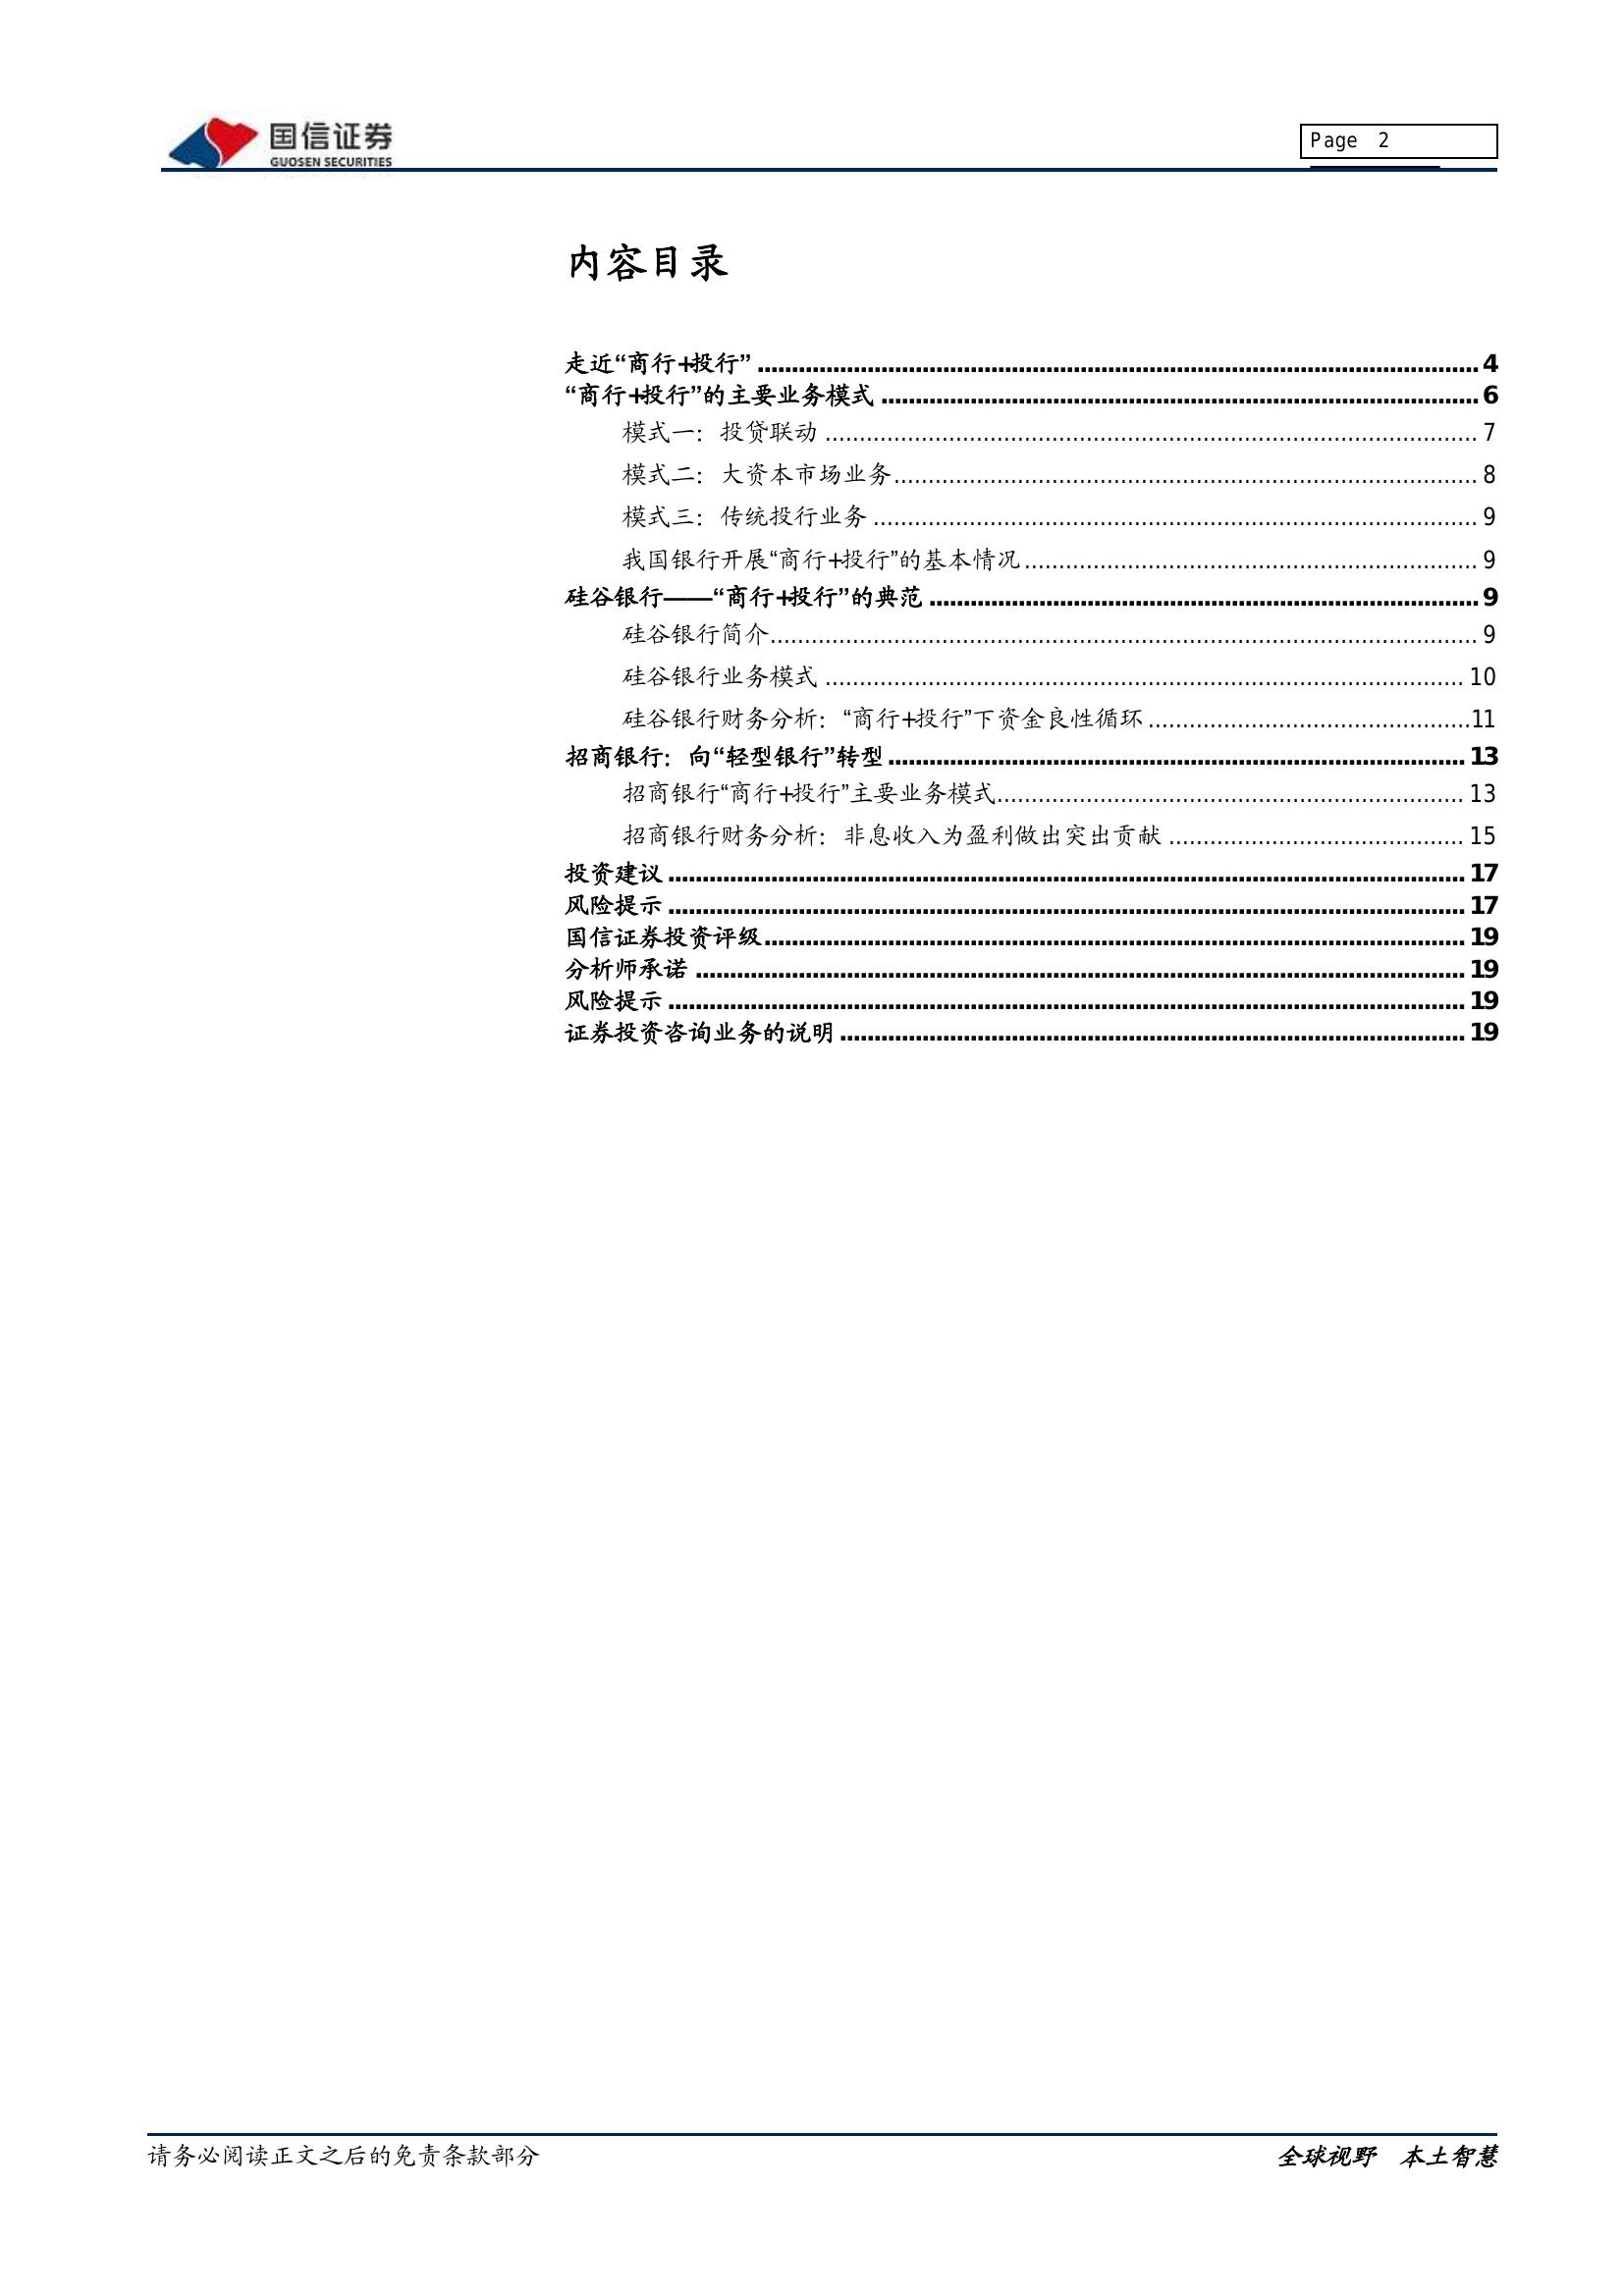 国信证券
GUOSEN SECURITIES
Page 2
内容目录
走近“商行+投行” 4
“商行+投行”的主要业务模式 6
模式一：投贷联动 7
模式二：大资本市场业务 8
模式三：传统投行业务 9
我国银行开展“商行+投行”的基本情况 9
硅谷银行——“商行+投行”的典范 9
硅谷银行简介 9
硅谷银行业务模式 10
硅谷银行财务分析：“商行+投行”下资金良性循环 11
招商银行：向“轻型银行”转型 13
招商银行“商行+投行”主要业务模式 13
招商银行财务分析：非息收入为盈利做出突出贡献 15
投资建议 17
风险提示 17
国信证券投资评级 19
分析师承诺 19
风险提示 19
证券投资咨询业务的说明 19
请务必阅读正文之后的免责条款部分
全球视野 本土智慧